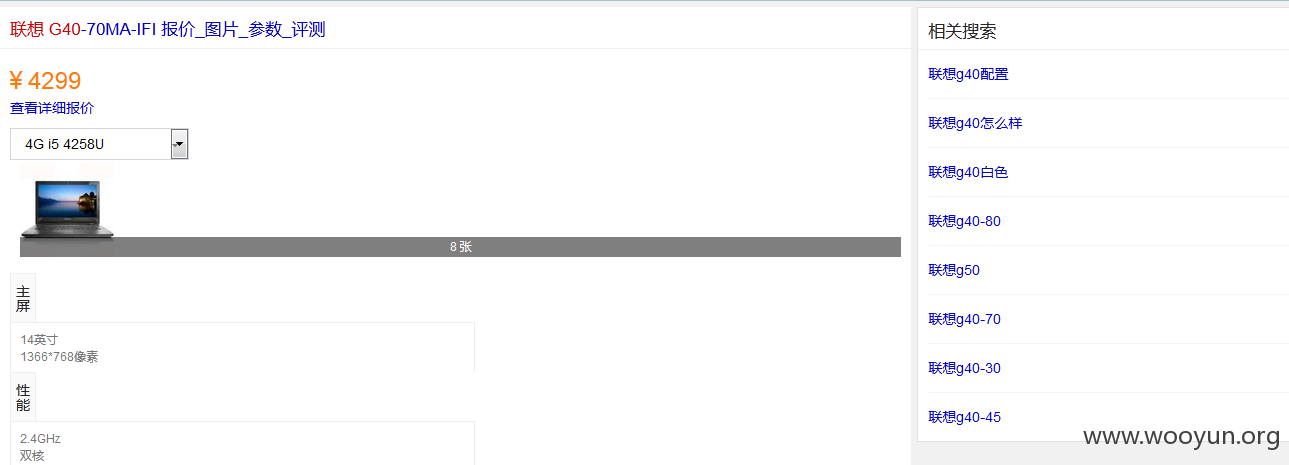 联想 G40-70MA-IFI 报价_图片_参数_评测
¥4299
查看详细报价
4G i5 4258U
8张
主屏
14英寸
1366*768像素
性能
2.4GHz
双核
相关搜索
联想g40配置
联想g40怎么样
联想g40白色
联想g40-80
联想g50
联想g40-70
联想g40-30
联想g40-45
www.wooyun.org